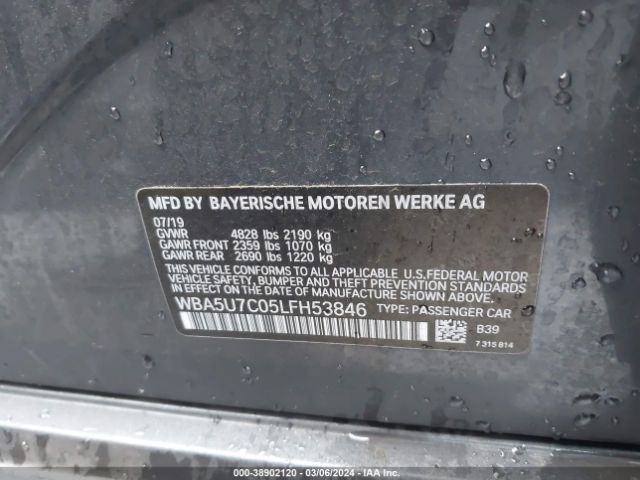 MFD BY BAYERISCHE MOTOREN WERKE AG
07/19
GVWR 4828 lbs 2190 kg
GAWR FRONT 2359 lbs 1070 kg
GAWR REAR 2690 lbs 1220 kg
THIS VEHICLE CONFORMS TO ALL APPLICABLE U.S. FEDERAL MOTOR
VEHICLE SAFETY, BUMPER AND THEFT PREVENTION STANDARDS
IN EFFECT ON THE DATE OF MANUFACTURE SHOWN ABOVE.
WBA5U7C05LFH53846 TYPE: PASSENGER CAR
B39
7 315 814
000-38902120 — 03/06/2024 — IAA Inc.